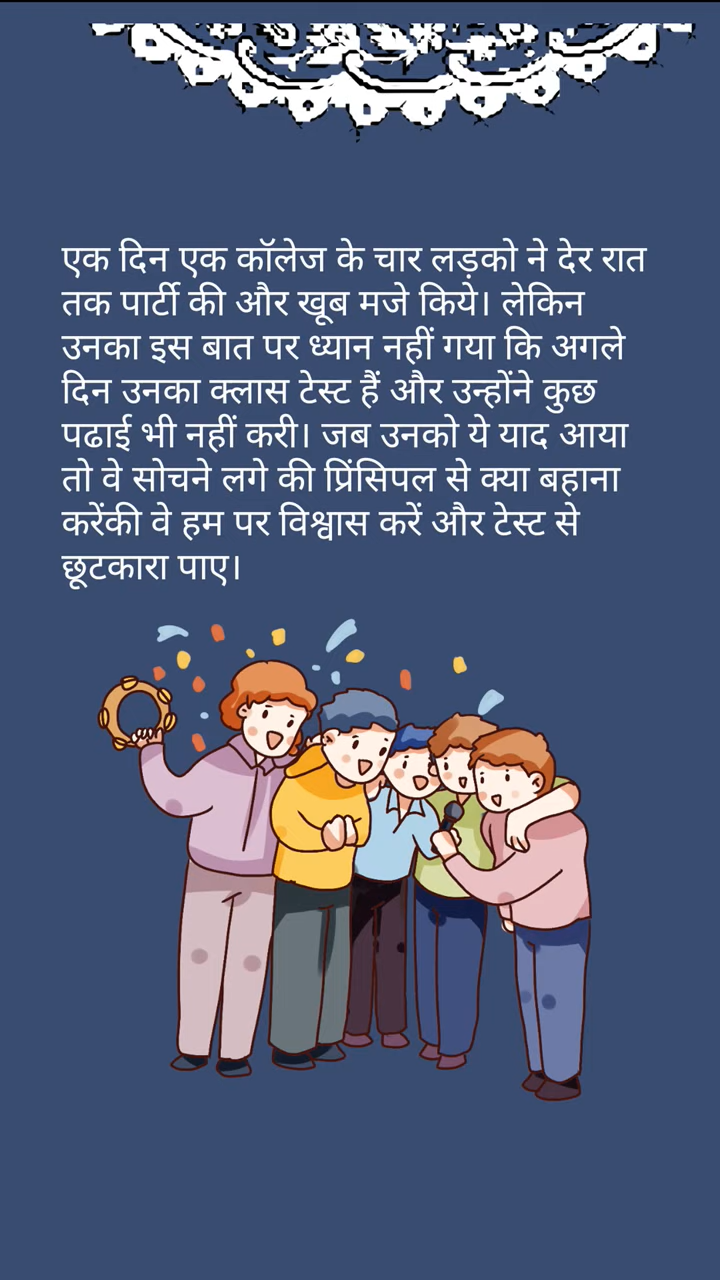 एक दिन एक कॉलेज के चार लड़को ने देर रात
तक पार्टी की और खूब मजे किये। लेकिन
उनका इस बात पर ध्यान नहीं गया कि अगले
दिन उनका क्लास टेस्ट हैं और उन्होंने कुछ
पढाई भी नहीं करी। जब उनको ये याद आया
तो वे सोचने लगे की प्रिंसिपल से क्या बहाना
करेंकी वे हम पर विश्वास करें और टेस्ट से
छूटकारा पाए।